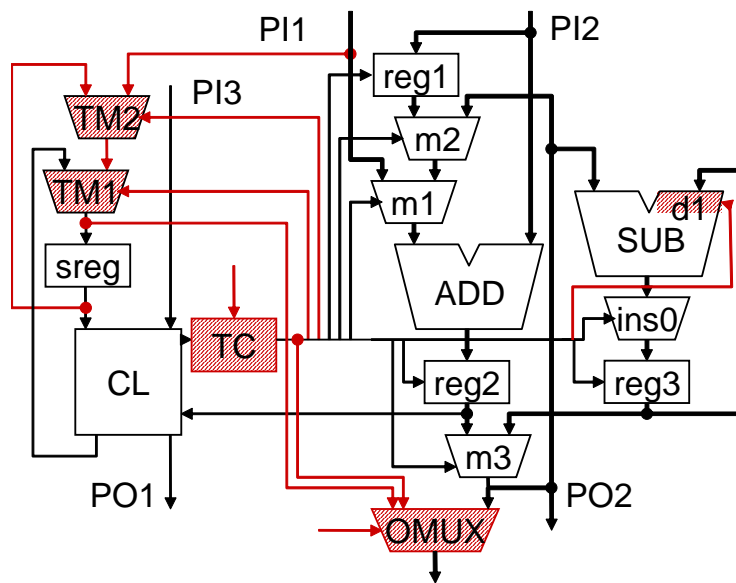 PI1
PI2
reg1
PI3
TM2
m2
TM1
m1
d1
SUB
sreg
ADD
ins0
TC
CL
reg2
reg3
m3
PO1
PO2
OMUX